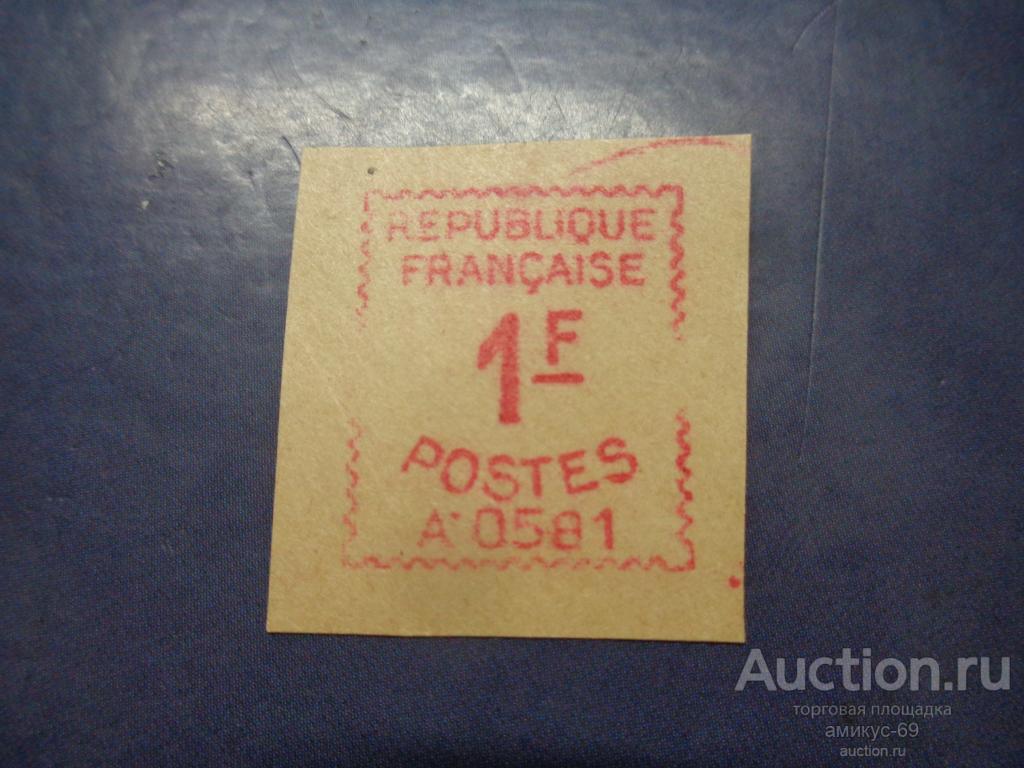 REPUBLIQUE
FRANÇAISE
1F
POSTES
A 0581
Auction.ru
торговая площадка
амикус-69
auction.ru